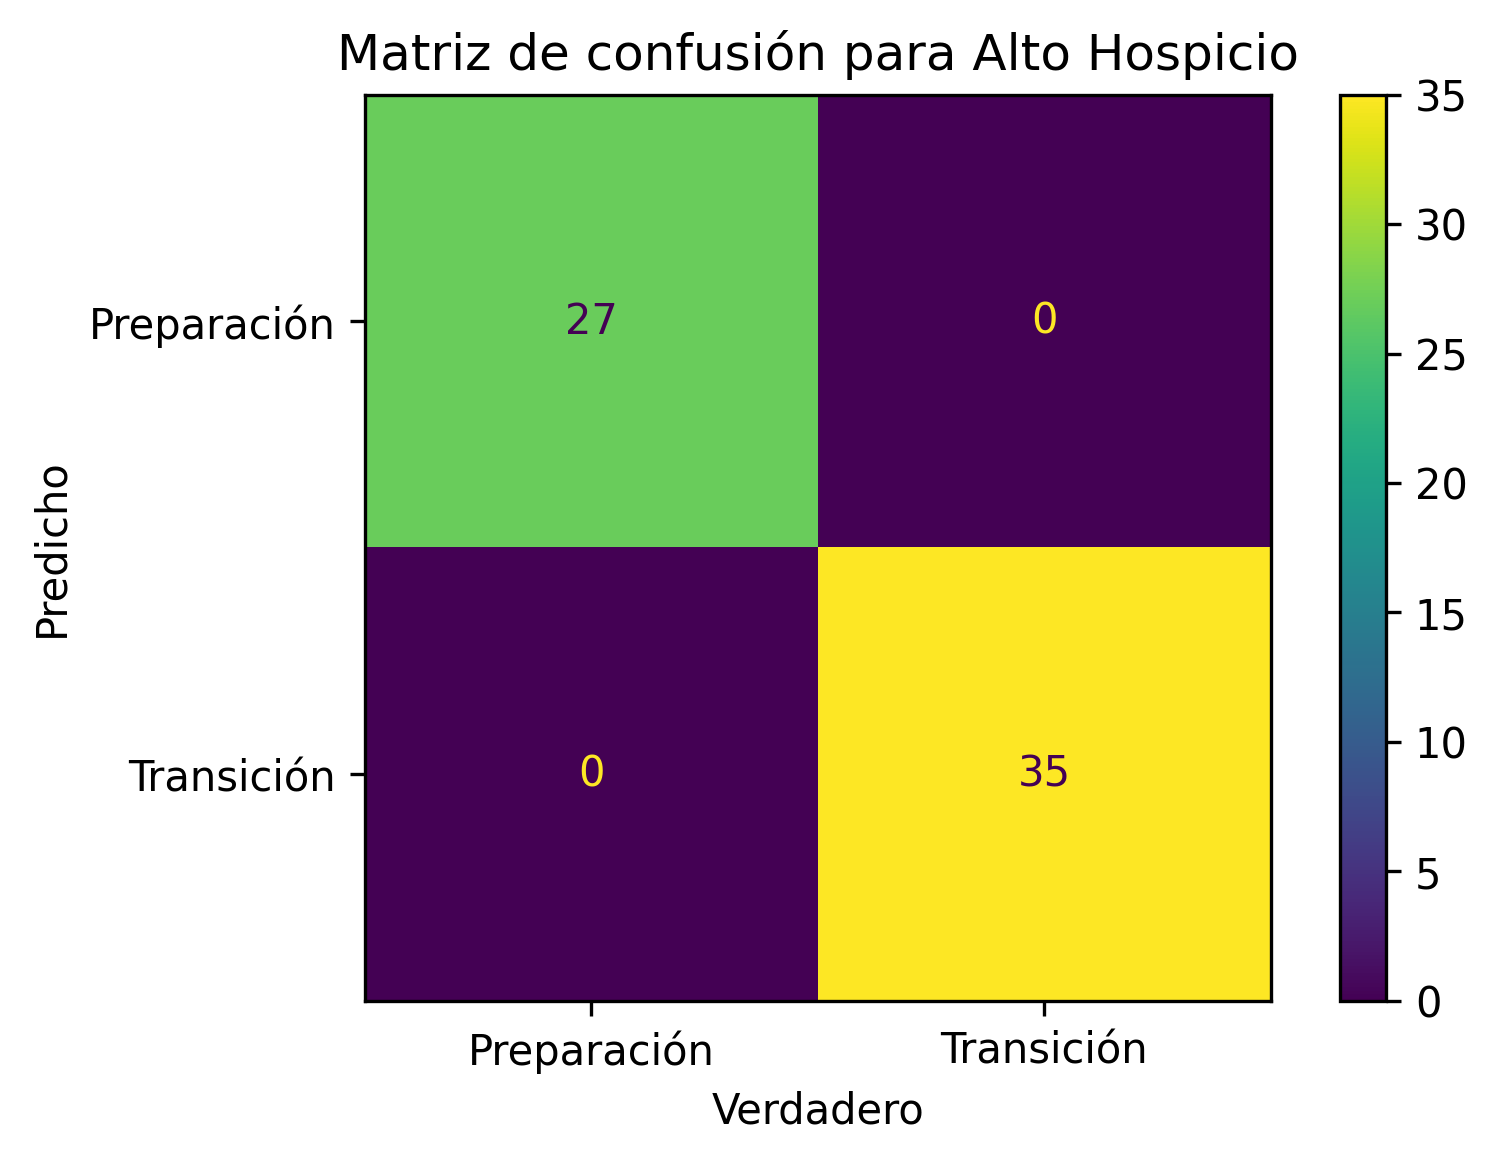 Matriz de confusión para Alto Hospicio
Predicho
Preparación
27
0
Transición
0
35
Preparación
Transición
Verdadero
35
30
25
20
15
10
5
0